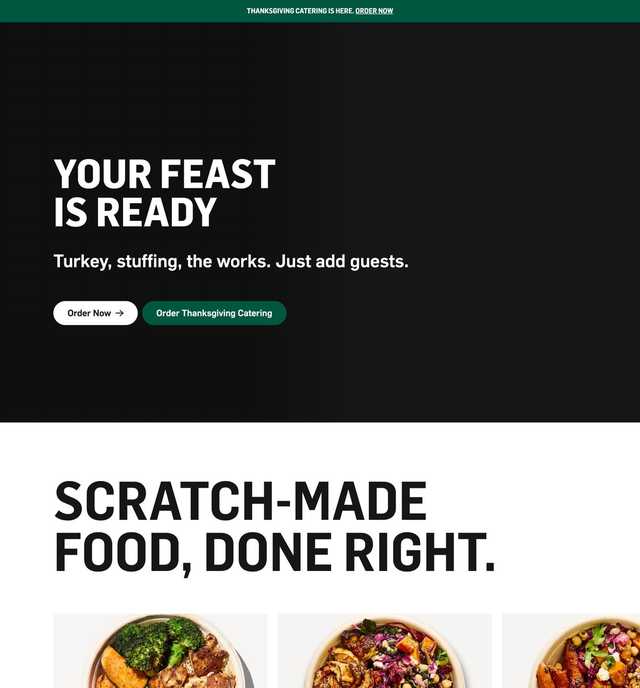 THANKSGIVING CATERING IS HERE. ORDER NOW
YOUR FEAST
IS READY
Turkey, stuffing, the works. Just add guests.
Order Now →
Order Thanksgiving Catering
SCRATCH-MADE
FOOD, DONE RIGHT.